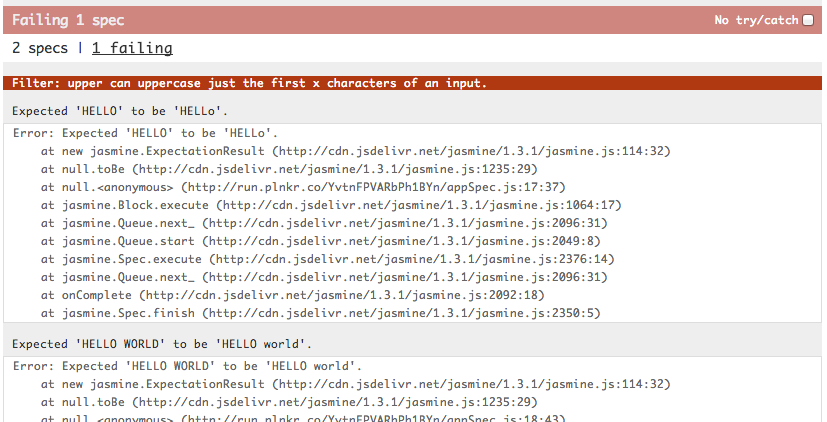 Failing 1 spec
No try/catch
2 specs | 1 failing
Filter: upper can uppercase just the first x characters of an input.
Expected 'HELLO' to be 'HELLo'.
Error: Expected 'HELLO' to be 'HELLo'.
at new jasmine.ExpectationResult (http://cdn.jsdelivr.net/jasmine/1.3.1/jasmine.js:114:32)
at null.toBe (http://cdn.jsdelivr.net/jasmine/1.3.1/jasmine.js:1235:29)
at null.<anonymous> (http://run.plnkr.co/YvtnFPVARbPh1BYn/appSpec.js:17:37)
at jasmine.Block.execute (http://cdn.jsdelivr.net/jasmine/1.3.1/jasmine.js:1064:17)
at jasmine.Queue.next_ (http://cdn.jsdelivr.net/jasmine/1.3.1/jasmine.js:2096:31)
at jasmine.Queue.start (http://cdn.jsdelivr.net/jasmine/1.3.1/jasmine.js:2049:8)
at jasmine.Spec.execute (http://cdn.jsdelivr.net/jasmine/1.3.1/jasmine.js:2376:14)
at jasmine.Queue.next_ (http://cdn.jsdelivr.net/jasmine/1.3.1/jasmine.js:2096:31)
at onComplete (http://cdn.jsdelivr.net/jasmine/1.3.1/jasmine.js:2092:18)
at jasmine.Spec.finish (http://cdn.jsdelivr.net/jasmine/1.3.1/jasmine.js:2350:5)
Expected 'HELLO WORLD' to be 'HELLO world'.
Error: Expected 'HELLO WORLD' to be 'HELLO world'.
at new jasmine.ExpectationResult (http://cdn.jsdelivr.net/jasmine/1.3.1/jasmine.js:114:32)
at null.toBe (http://cdn.jsdelivr.net/jasmine/1.3.1/jasmine.js:1235:29)
at null.<anonymous> (http://run.plnkr.co/YvtnFPVARbPh1BYn/appSpec.js:18:43)